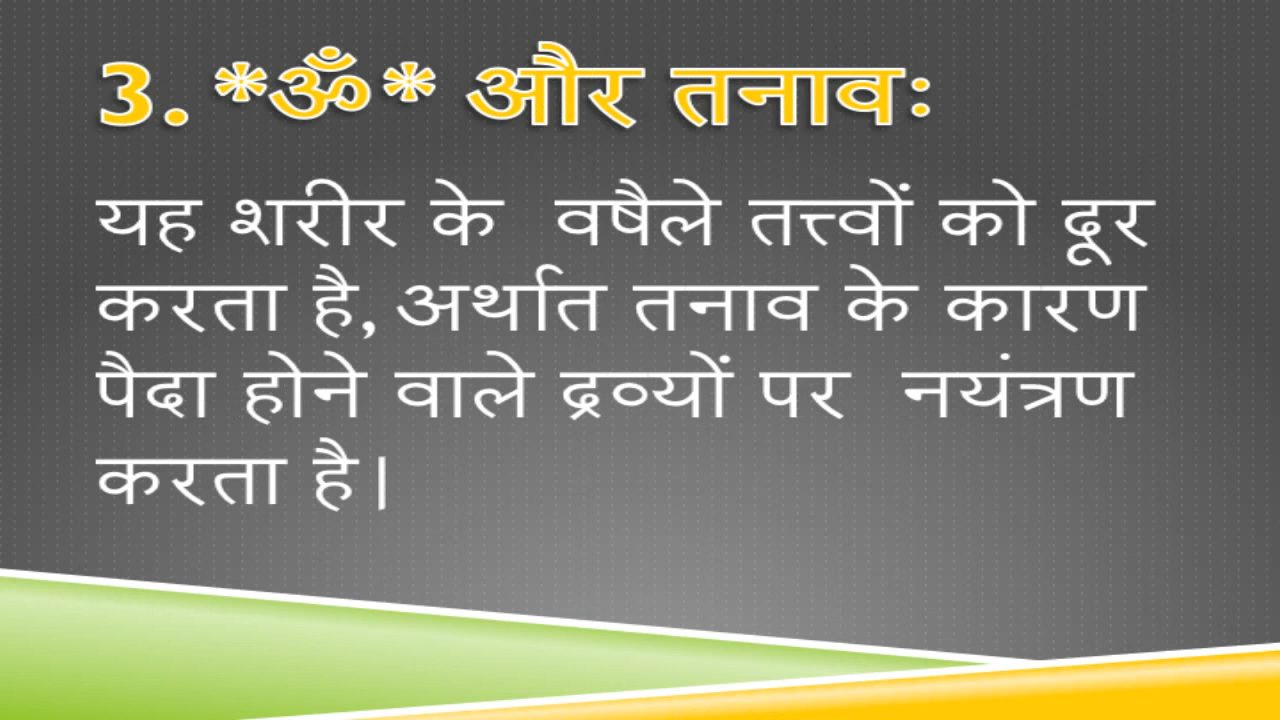 3. *ॐ* और तनावः
यह शरीर के वषैले तत्त्वों को दूर
करता है, अर्थात तनाव के कारण
पैदा होने वाले द्रव्यों पर नयंत्रण
करता है।